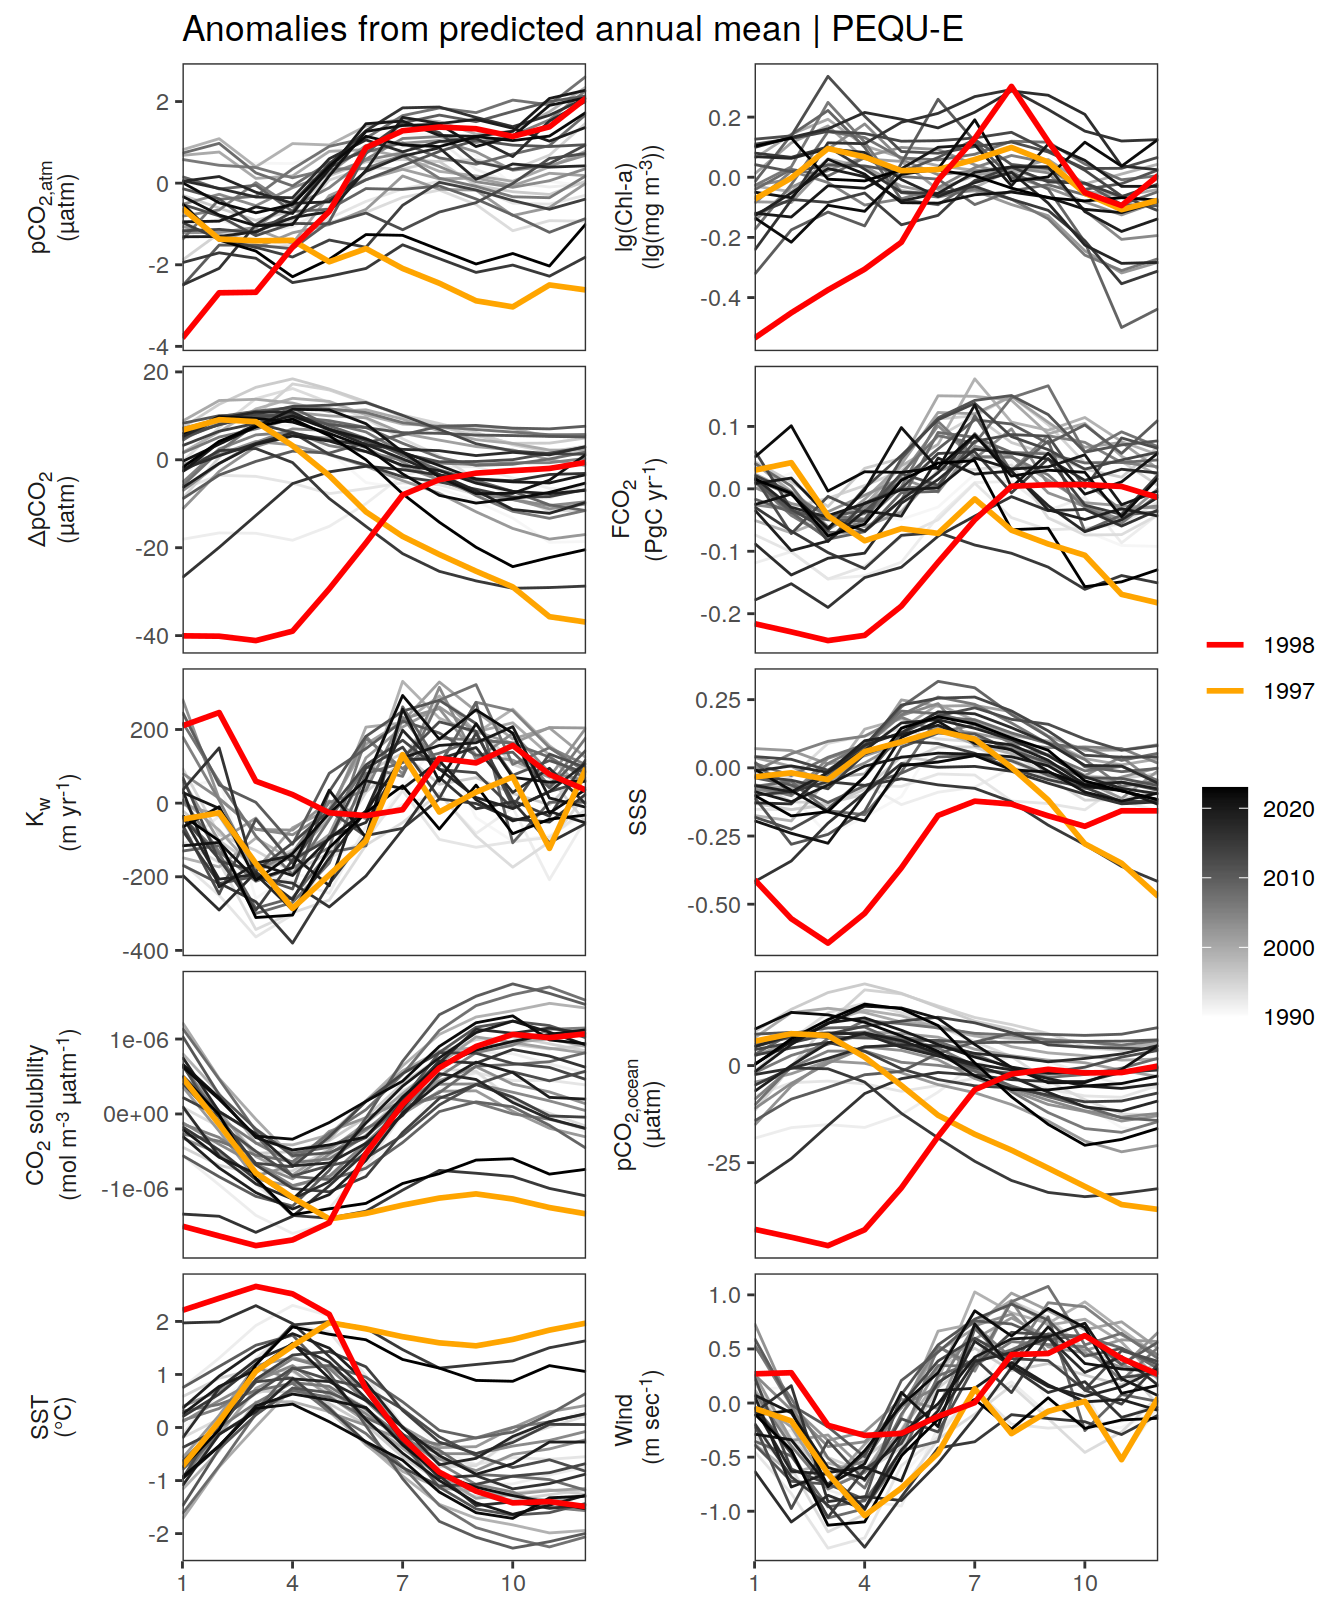 Anomalies from predicted annual mean | PEQU-E
pCO2,atm
(µatm)
2
0
-2
-4
lg(Chl-a)
(lg(mg m-3))
0.2
0.0
-0.2
-0.4
ΔpCO2
(µatm)
20
0
-20
-40
FCO2
(PgC yr-1)
0.1
0.0
-0.1
-0.2
Kw
(m yr-1)
200
0
-200
-400
SSS
0.25
0.00
-0.25
-0.50
CO2 solubility
(mol m-3 µatm-1)
1e-06
0e+00
-1e-06
pCO2,ocean
(µatm)
0
-25
SST
(°C)
2
1
0
-1
-2
1 4 7 10
Wind
(m sec-1)
1.0
0.5
0.0
-0.5
-1.0
1 4 7 10
1998
1997
2020
2010
2000
1990